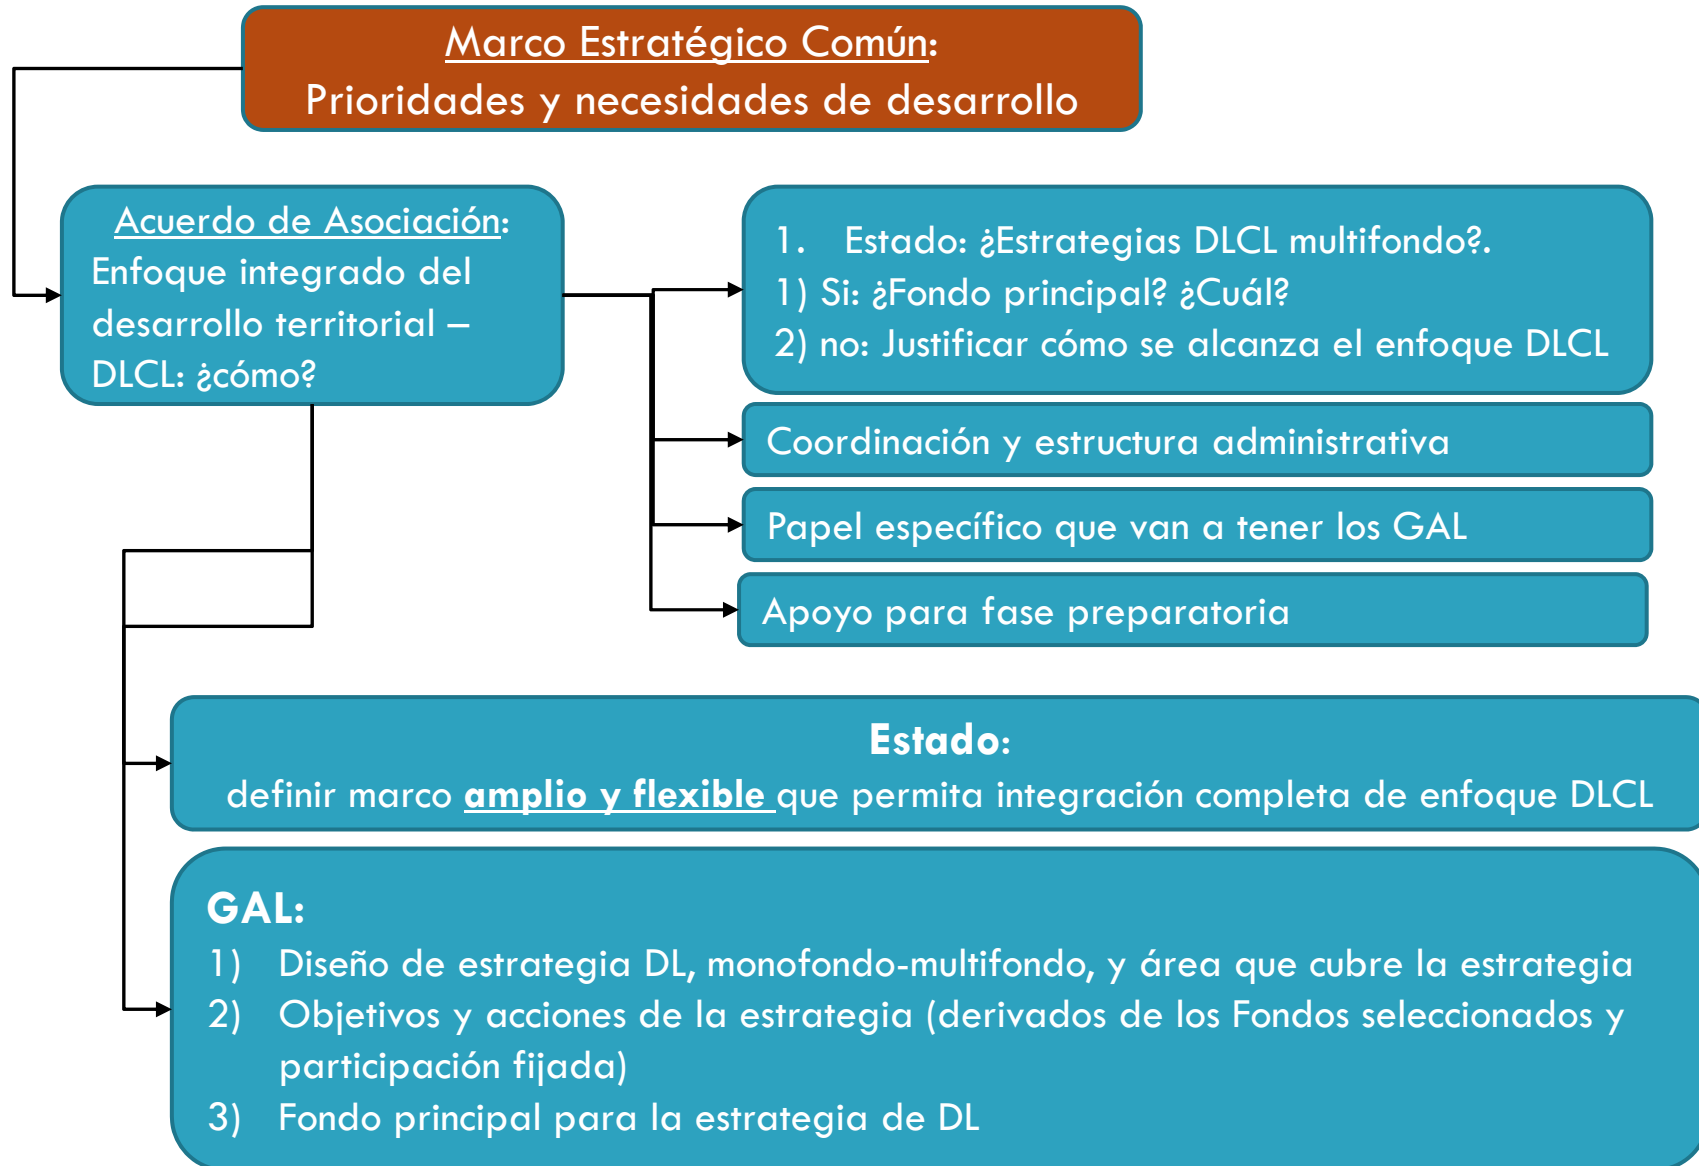 Marco Estratégico Común:
Prioridades y necesidades de desarrollo
Acuerdo de Asociación:
Enfoque integrado del
desarrollo territorial –
DLCL: ¿cómo?
1. Estado: ¿Estrategias DLCL multifondo?.
1) Si: ¿Fondo principal? ¿Cuál?
2) no: Justificar cómo se alcanza el enfoque DLCL
Coordinación y estructura administrativa
Papel específico que van a tener los GAL
Apoyo para fase preparatoria
Estado:
definir marco amplio y flexible que permita integración completa de enfoque DLCL
GAL:
1) Diseño de estrategia DL, monofondo-multifondo, y área que cubre la estrategia
2) Objetivos y acciones de la estrategia (derivados de los Fondos seleccionados y
participación fijada)
3) Fondo principal para la estrategia de DL